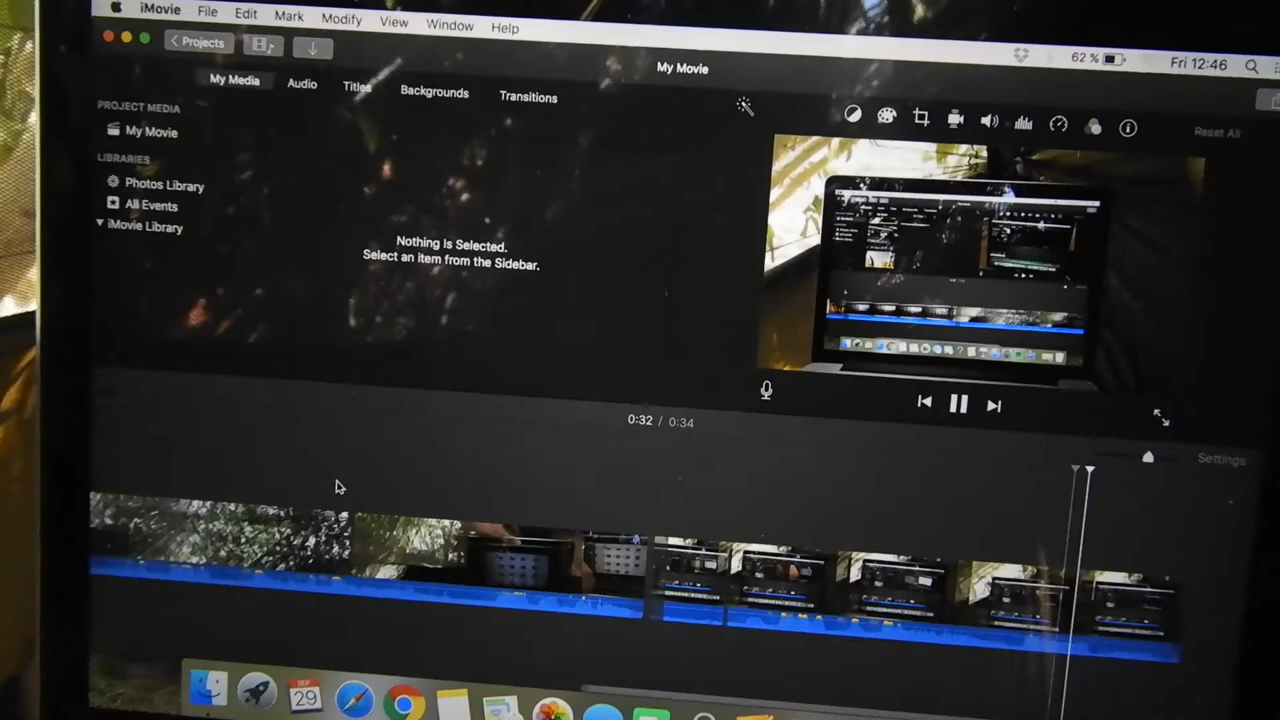 iMovie File Edit Mark Modify View Window Help
62 % Fri 12:46
Projects
My Movie
My Media Audio Titles Backgrounds Transitions
PROJECT MEDIA
My Movie
LIBRARIES
Photos Library
All Events
iMovie Library
Reset All
Nothing Is Selected.
Select an item from the Sidebar.
0:32 / 0:34
Settings
SEP
29